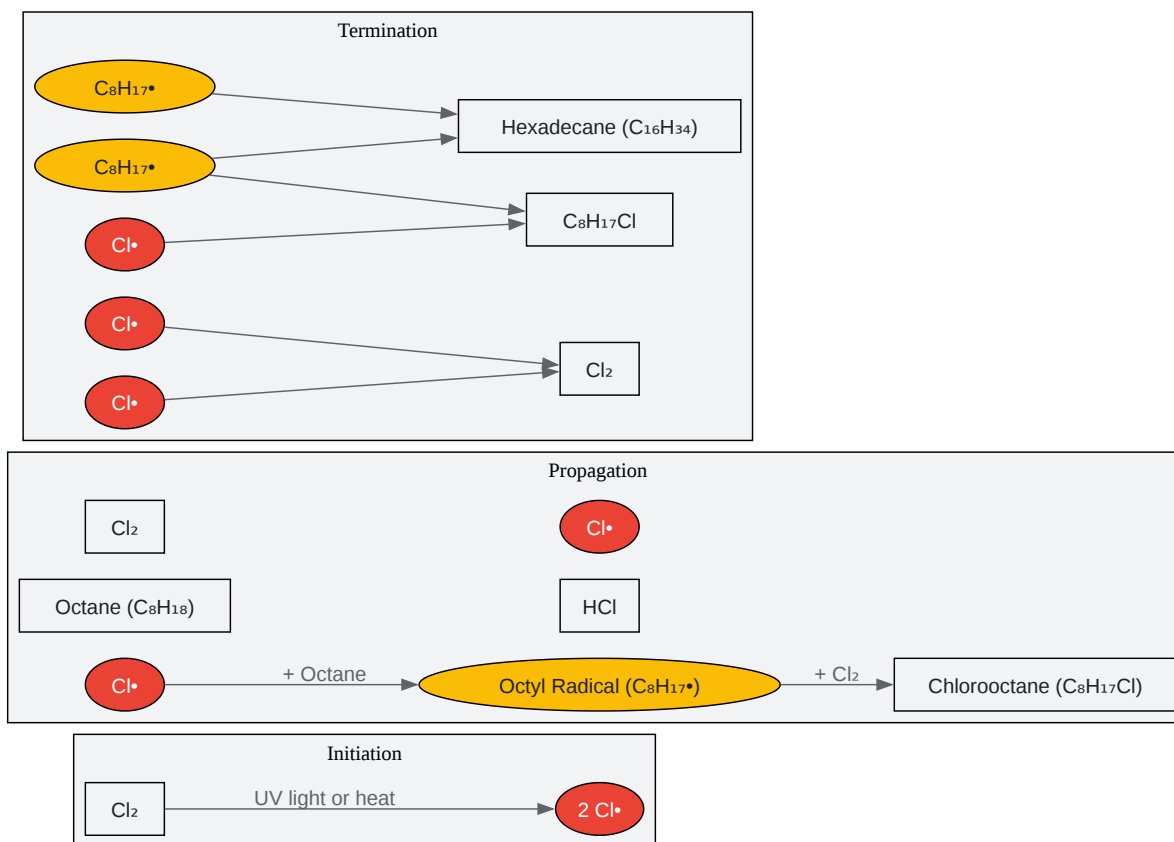 Termination
C₈H₁₇•
Hexadecane (C₁₆H₃₄)
C₈H₁₇•
C₈H₁₇Cl
Cl•
Cl•
Cl₂
Cl•
Propagation
Cl₂
Cl•
Octane (C₈H₁₈)
HCl
Cl•
+ Octane
Octyl Radical (C₈H₁₇•)
+ Cl₂
Chlorooctane (C₈H₁₇Cl)
Initiation
Cl₂
UV light or heat
2 Cl•